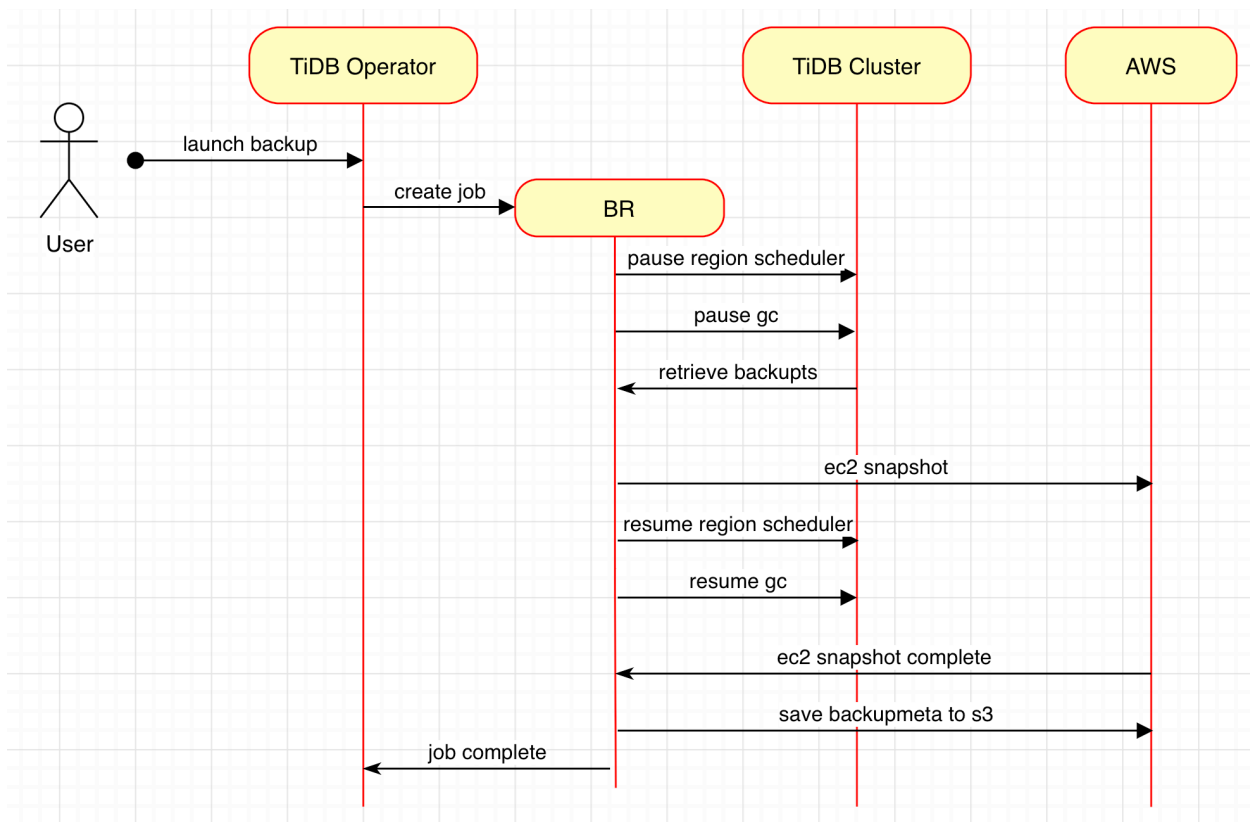 TiDB Operator
TiDB Cluster
AWS
launch backup
create job
BR
User
pause region scheduler
pause gc
retrieve backupts
ec2 snapshot
resume region scheduler
resume gc
ec2 snapshot complete
save backupmeta to s3
job complete